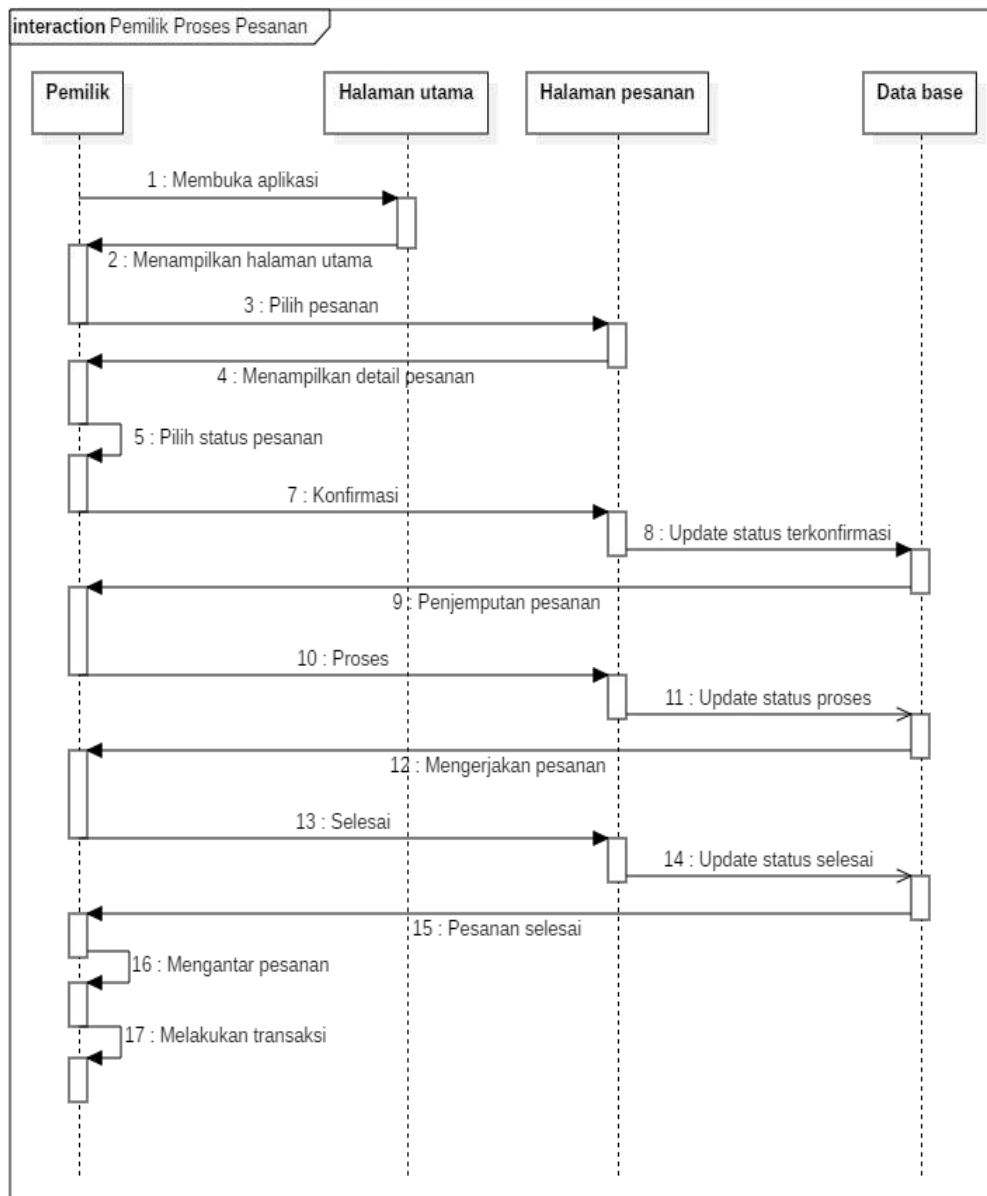 interaction Pemilik Proses Pesanan
Pemilik
Halaman utama
Halaman pesanan
Data base
1 : Membuka aplikasi
2 : Menampilkan halaman utama
3 : Pilih pesanan
4 : Menampilkan detail pesanan
5 : Pilih status pesanan
7 : Konfirmasi
8 : Update status terkonfirmasi
9 : Penjemputan pesanan
10 : Proses
11 : Update status proses
12 : Mengerjakan pesanan
13 : Selesai
14 : Update status selesai
15 : Pesanan selesai
16 : Mengantar pesanan
17 : Melakukan transaksi